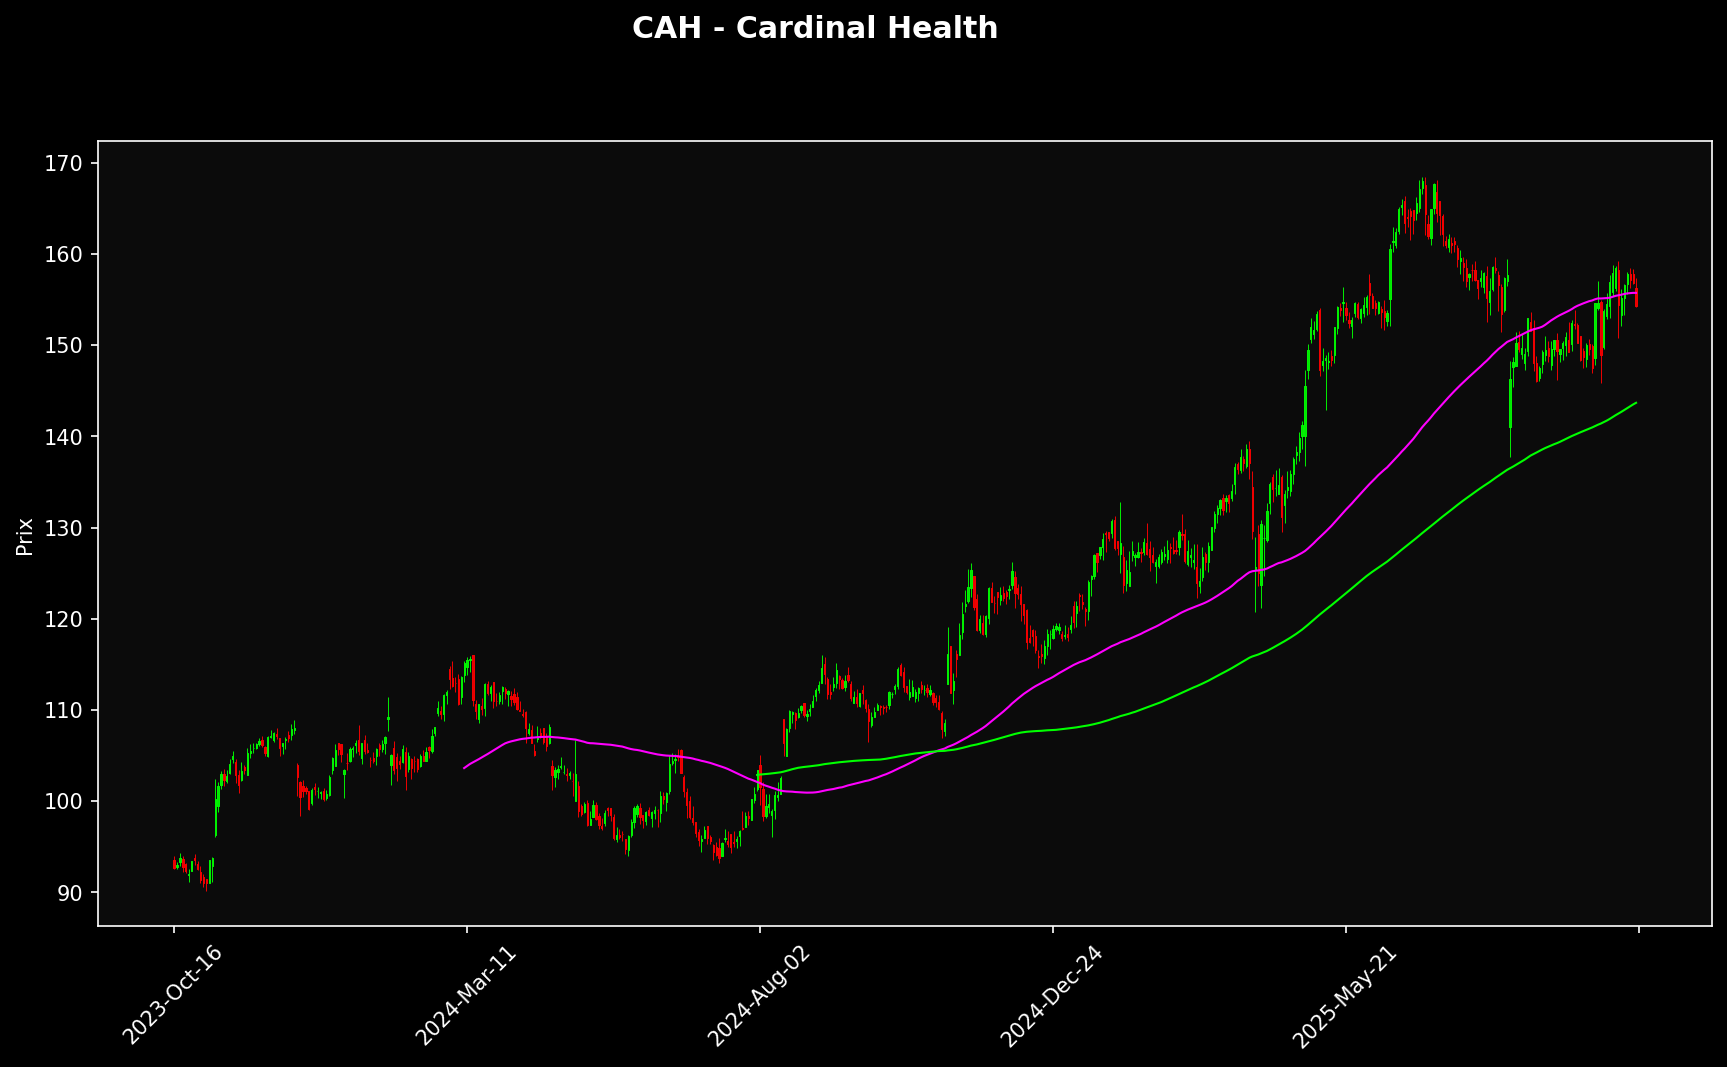 CAH - Cardinal Health
Prix
170
160
150
140
130
120
110
100
90
2023-Oct-16
2024-Mar-11
2024-Aug-02
2024-Dec-24
2025-May-21